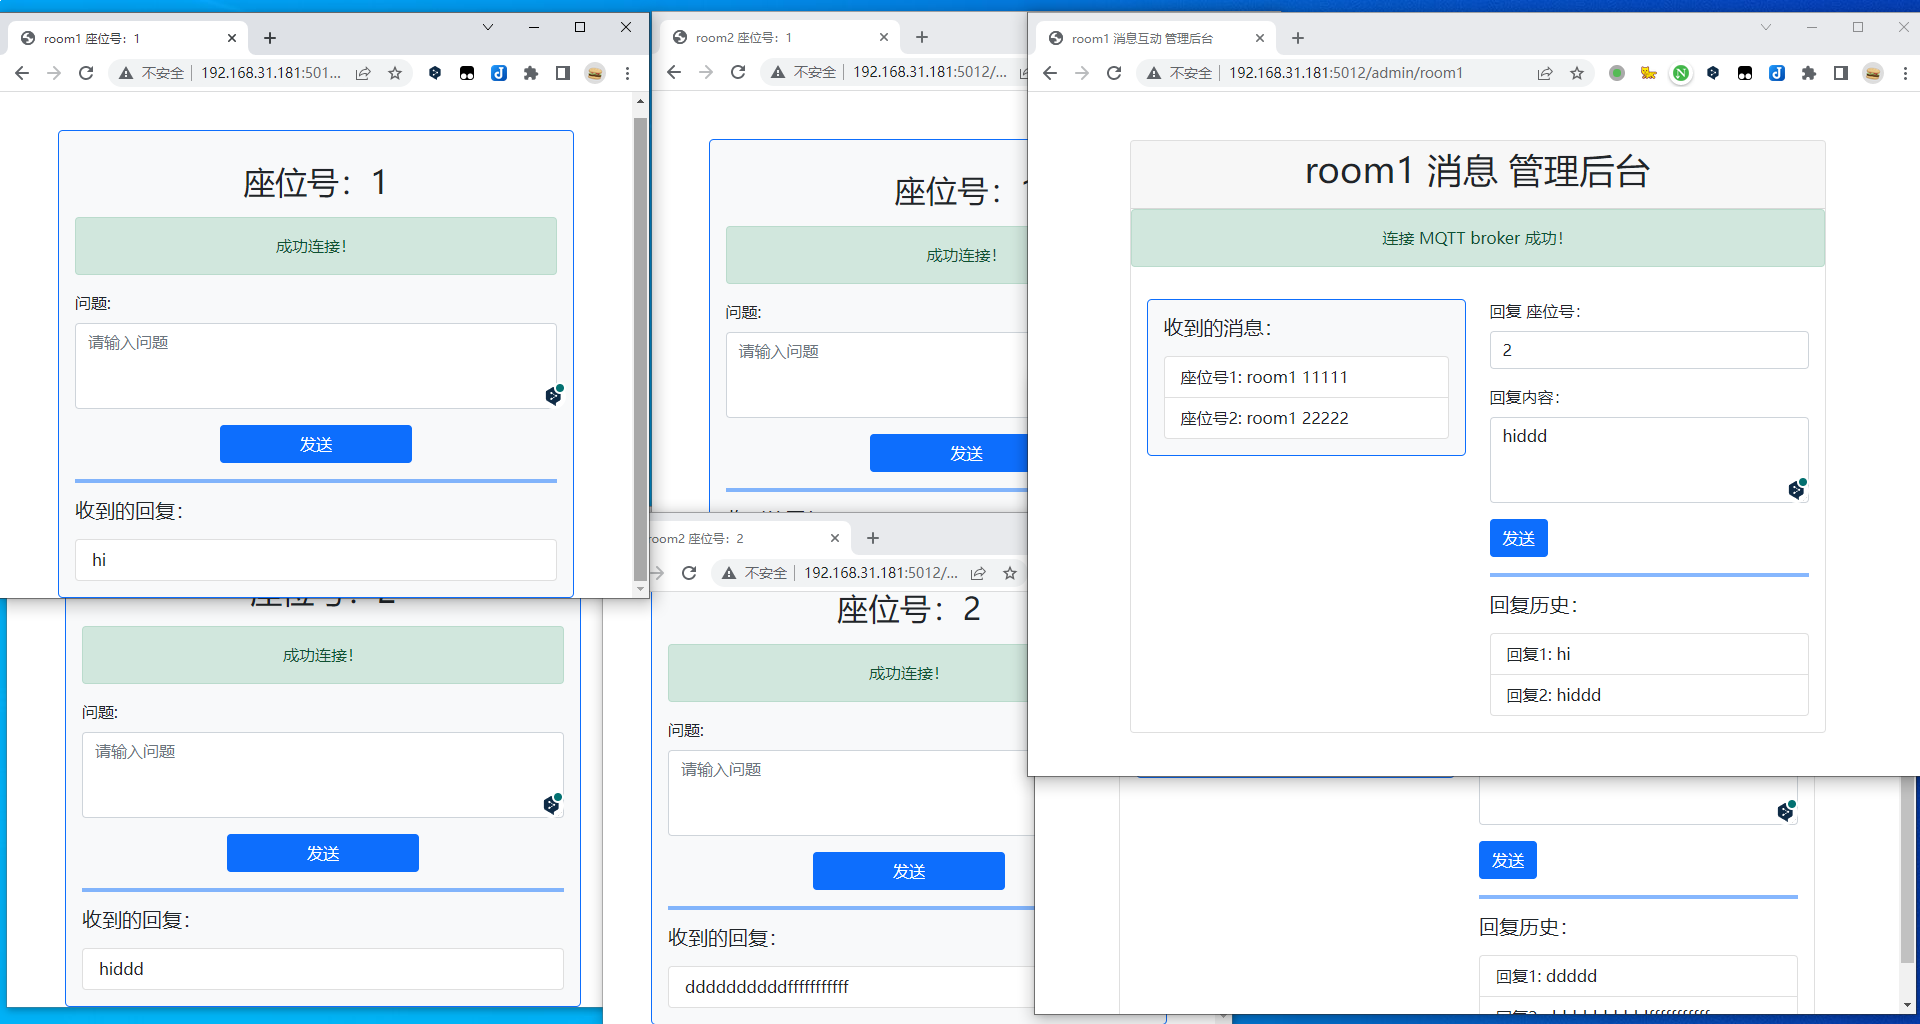 room1 座位号：1
不安全
192.168.31.181:501...
座位号：1
成功连接！
问题:
请输入问题
发送
收到的回复：
hi
成功连接！
问题:
请输入问题
发送
收到的回复：
hiddd
room2 座位号：1
不安全
192.168.31.181:5012/...
座位号：
成功连接！
问题:
请输入问题
发送
room2 座位号：2
不安全
192.168.31.181:5012/...
座位号：2
成功连接！
问题:
请输入问题
发送
收到的回复：
ddddddddddfffffffffff
room1 消息互动 管理后台
不安全
192.168.31.181:5012/admin/room1
room1 消息 管理后台
连接 MQTT broker 成功！
收到的消息：
座位号1: room1 11111
座位号2: room1 22222
回复 座位号：
2
回复内容：
hiddd
发送
回复历史：
回复1: hi
回复2: hiddd
发送
回复历史：
回复1: ddddd